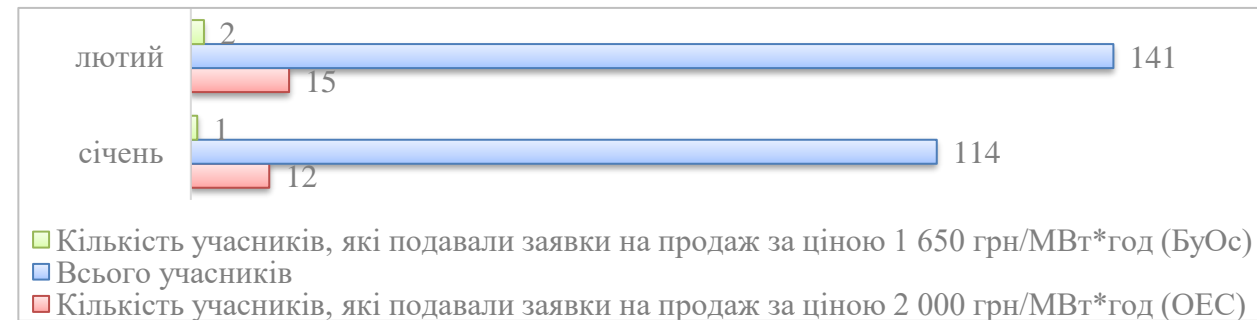 2
лютий
141
15
1
січень
114
12
Кількість учасників, які подавали заявки на продаж за ціною 1 650 грн/МВт*год (БуОс)
Всього учасників
Кількість учасників, які подавали заявки на продаж за ціною 2 000 грн/МВт*год (ОЕС)